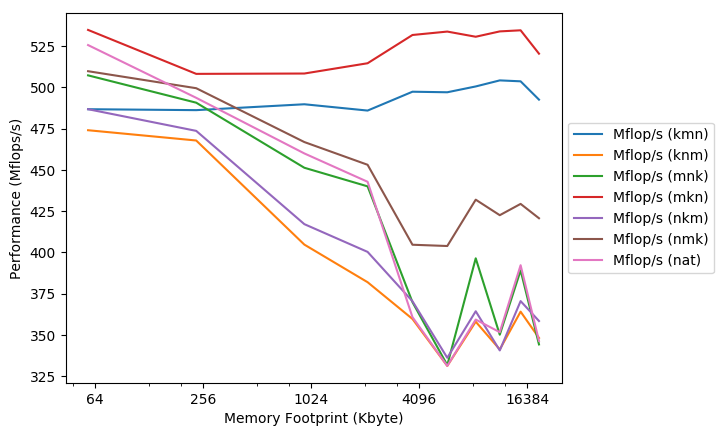 525
500
475
450
425
400
375
350
325
Performance (Mflops/s)
64
256
1024
4096
16384
Memory Footprint (Kbyte)
Mflop/s (kmn)
Mflop/s (knm)
Mflop/s (mnk)
Mflop/s (mkn)
Mflop/s (nkm)
Mflop/s (nmk)
Mflop/s (nat)